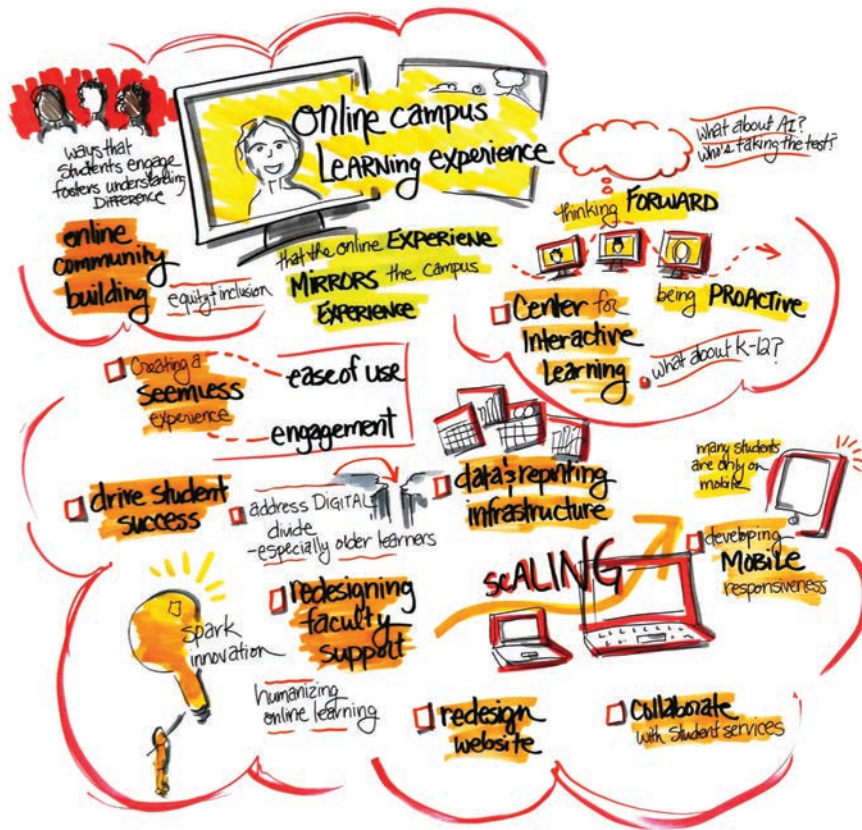 online campus
LEARNING experience
ways that
students engage
fosters understanding
DIFFERENCE
online
community
building
equity + inclusion
that the online EXPERIENE
MIRRORS the campus
EXPERIENCE
What about AI?
Who's taking the test?
thinking FORWARD
being PROACTIVE
Center for
Interactive
Learning
What about K-12?
Creating a
SEEMLESS
experience
ease of use
engagement
drive student
success
address DIGITAL
divide
-especially older learners
data & reporting
infrastructure
many students
are only on
mobile
developing
MOBILE
responsiveness
scALING
spark
innovation
redesigning
faculty
support
humanizing
online learning
redesign
website
Collaborate
with student services